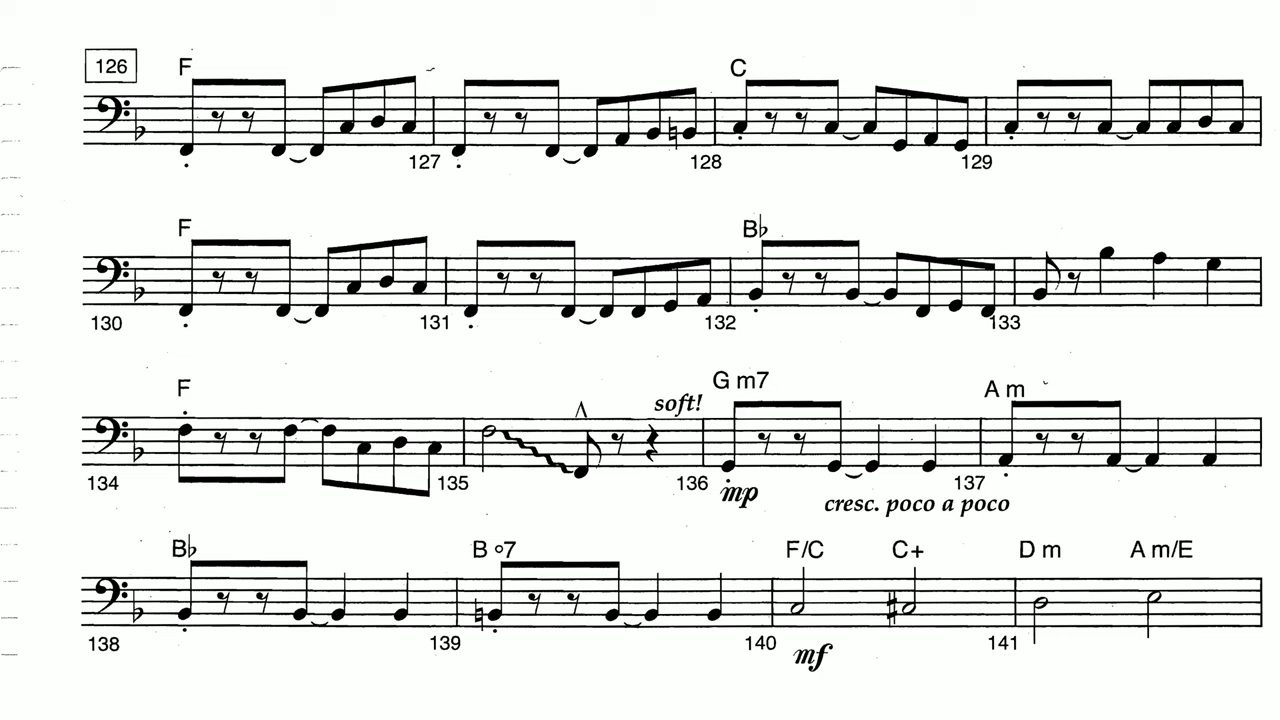 126 F C
127 128 129
F B♭
130 131 132 133
F soft! G m7 A m
134 135 136 mp cresc. poco a poco 137
B♭ B °7 F/C C+ D m A m/E
138 139 140 mf 141